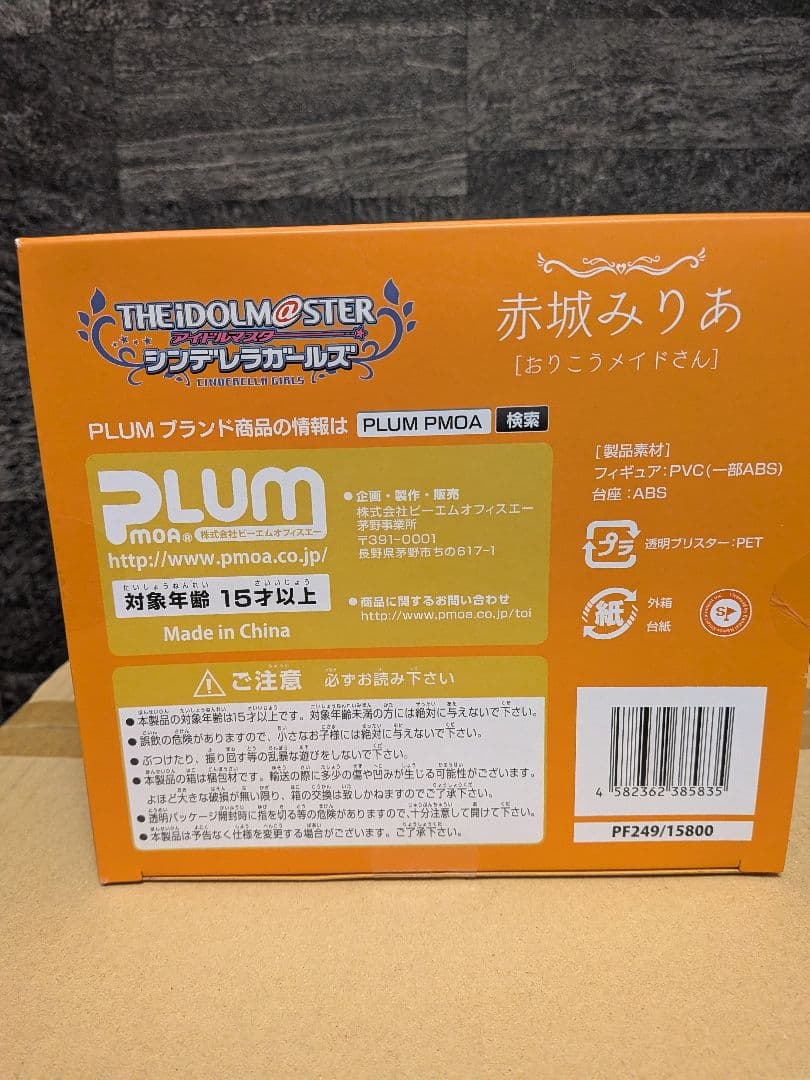 THE iDOLM@STER
アイドルマスター
シンデレラガールズ
CINDERELLA GIRLS
赤城みりあ
[おりこうメイドさん]
PLUM ブランド商品の情報は PLUM PMOA 検索
PLUM
PMOA® 株式会社ピーエムオフィスエー
http://www.pmoa.co.jp/
たいしょうねんれい さいいじょう
対象年齢 15才以上
Made in China
●企画・製作・販売
株式会社ピーエムオフィスエー
茅野事業所
〒391-0001
長野県茅野市ちの617-1
●商品に関するお問い合わせ
http://www.pmoa.co.jp/toi
[製品素材]
フィギュア:PVC(一部ABS)
台座:ABS
プラ 透明ブリスター:PET
紙 外箱
台紙
ご注意 必ずお読み下さい
●本製品の対象年齢は15才以上です。対象年齢未満の方には絶対に与えないで下さい。
●誤飲の危険がありますので、小さなお子様には絶対に与えないで下さい。
●ぶつけたり、振り回す等の乱暴な遊びをしないで下さい。
●本製品の箱は梱包材です。輸送の際に多少の傷や凹みが生じる可能性がございます。
よほど大きな破損が無い限り、箱の交換は致しかねますのでご了承下さい。
●透明パッケージ開封時に指を切る等の危険がありますので、十分注意して開けて下さい。
●本製品は予告なく仕様を変更する場合がございます。ご了承下さい。
4 582362 385835
PF249/15800